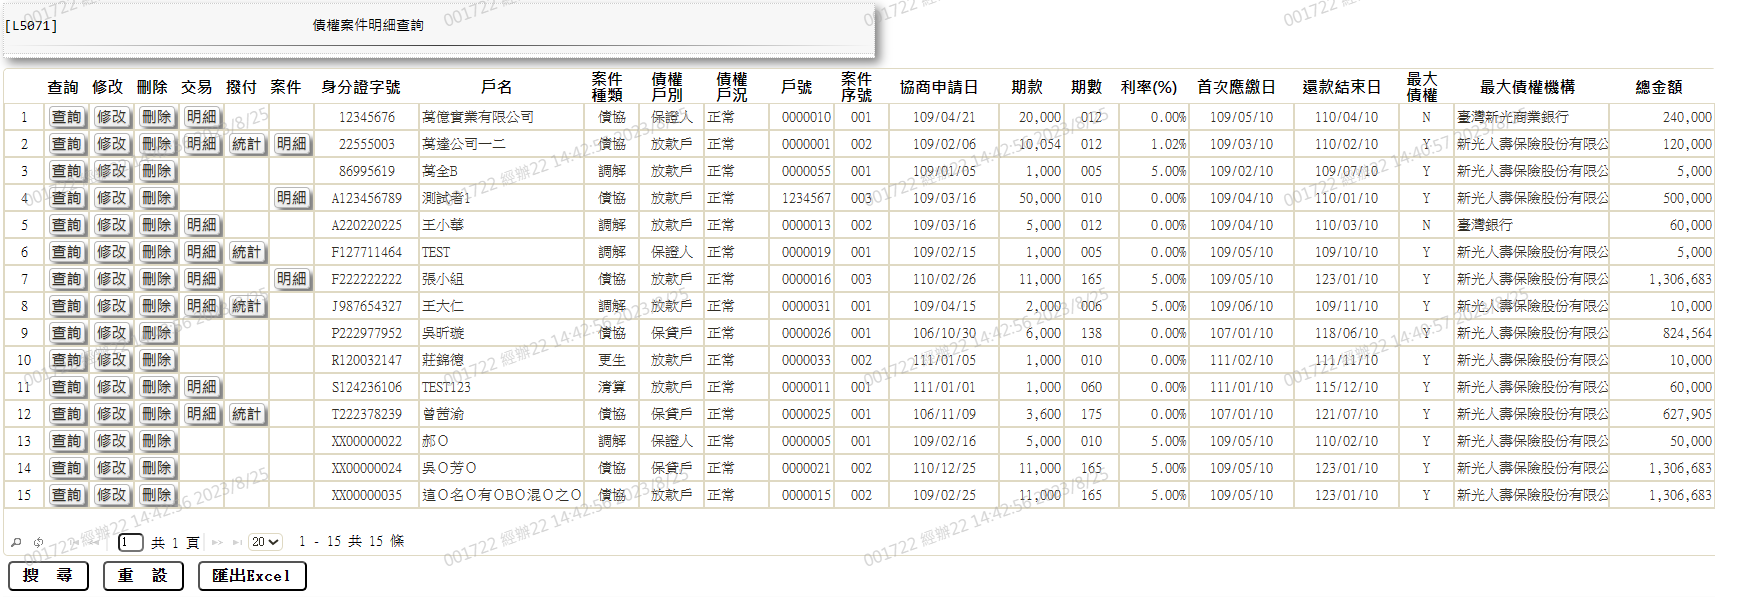 [L5071] 債權案件明細查詢
查詢 修改 刪除 交易 撥付 案件 身分證字號 戶名 案件種類 債權戶別 債權戶況 戶號 案件序號 協商申請日 期款 期數 利率(%) 首次應繳日 還款結束日 最大債權 最大債權機構 總金額
1 查詢 修改 刪除 明細 12345676 萬億實業有限公司 債協 保證人 正常 0000010 001 109/04/21 20,000 012 0.00% 109/05/10 110/04/10 N 臺灣新光商業銀行 240,000
2 查詢 修改 刪除 明細 統計 明細 22555003 萬達公司一二 債協 放款戶 正常 0000001 002 109/02/06 10,054 012 1.02% 109/03/10 110/02/10 Y 新光人壽保險股份有限公 120,000
3 查詢 修改 刪除 86995619 萬全B 調解 放款戶 正常 0000055 001 109/01/05 1,000 005 5.00% 109/02/10 109/07/10 Y 新光人壽保險股份有限公 5,000
4 查詢 修改 刪除 明細 A123456789 測試者1 債協 放款戶 正常 1234567 003 109/03/16 50,000 010 0.00% 109/04/10 110/01/10 Y 新光人壽保險股份有限公 500,000
5 查詢 修改 刪除 明細 A220220225 王小華 調解 放款戶 正常 0000013 002 109/03/16 5,000 012 0.00% 109/04/10 110/03/10 N 臺灣銀行 60,000
6 查詢 修改 刪除 明細 統計 F127711464 TEST 調解 保證人 正常 0000019 001 109/02/15 1,000 005 0.00% 109/05/10 109/10/10 Y 新光人壽保險股份有限公 5,000
7 查詢 修改 刪除 明細 明細 F222222222 張小組 債協 放款戶 正常 0000016 003 110/02/26 11,000 165 5.00% 109/05/10 123/01/10 Y 新光人壽保險股份有限公 1,306,683
8 查詢 修改 刪除 明細 統計 J987654327 王大仁 調解 放款戶 正常 0000031 001 109/04/15 2,000 006 5.00% 109/06/10 109/11/10 Y 新光人壽保險股份有限公 10,000
9 查詢 修改 刪除 P222977952 吳昕璇 債協 保貸戶 正常 0000026 001 106/10/30 6,000 138 0.00% 107/01/10 118/06/10 Y 新光人壽保險股份有限公 824,564
10 查詢 修改 刪除 R120032147 莊錦德 更生 放款戶 正常 0000033 002 111/01/05 1,000 010 0.00% 111/02/10 111/11/10 Y 新光人壽保險股份有限公 10,000
11 查詢 修改 刪除 明細 S124236106 TEST123 清算 放款戶 正常 0000011 001 111/01/01 1,000 060 0.00% 111/01/10 115/12/10 Y 新光人壽保險股份有限公 60,000
12 查詢 修改 刪除 明細 統計 T222378239 曾茜渝 債協 保貸戶 正常 0000025 001 106/11/09 3,600 175 0.00% 107/01/10 121/07/10 Y 新光人壽保險股份有限公 627,905
13 查詢 修改 刪除 XX00000022 郝Ｏ 調解 保證人 正常 0000005 001 109/02/16 5,000 010 5.00% 109/05/10 110/02/10 Y 新光人壽保險股份有限公 50,000
14 查詢 修改 刪除 XX00000024 吳Ｏ芳Ｏ 債協 保貸戶 正常 0000021 002 110/12/25 11,000 165 5.00% 109/05/10 123/01/10 Y 新光人壽保險股份有限公 1,306,683
15 查詢 修改 刪除 XX00000035 這Ｏ名Ｏ有ＯBＯ混Ｏ之Ｏ 債協 放款戶 正常 0000015 002 109/02/25 11,000 165 5.00% 109/05/10 123/01/10 Y 新光人壽保險股份有限公 1,306,683
1 共 1 頁 20 1 - 15 共 15 條
搜 尋 重 設 匯出Excel
001722 經辦22 14:42:56 2023/8/25
001722 經辦22 14:40:57 2023/8/25